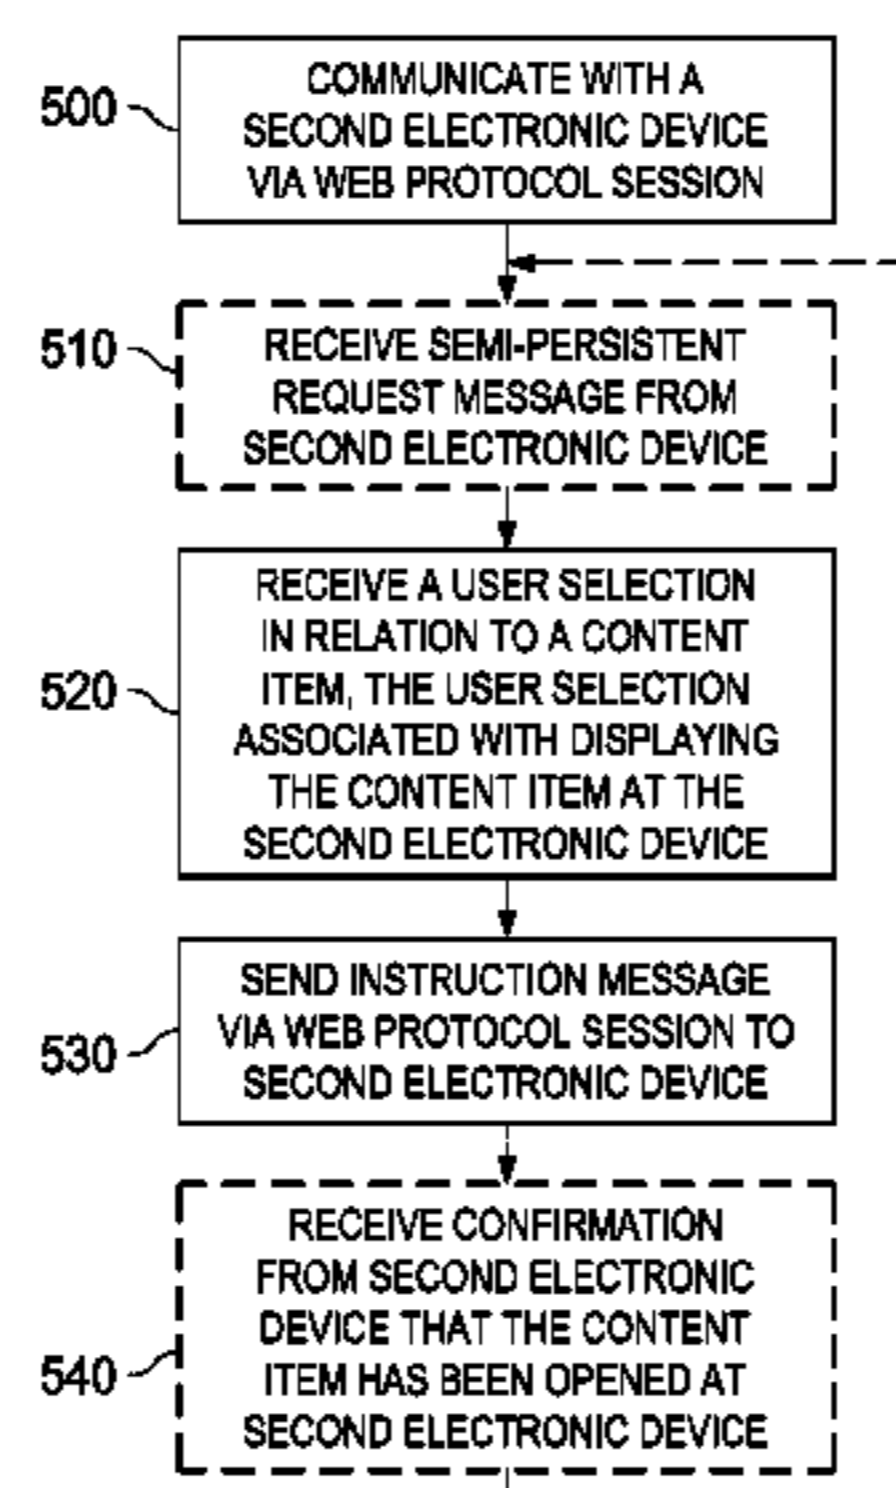 500
COMMUNICATE WITH A
SECOND ELECTRONIC DEVICE
VIA WEB PROTOCOL SESSION
510
RECEIVE SEMI-PERSISTENT
REQUEST MESSAGE FROM
SECOND ELECTRONIC DEVICE
520
RECEIVE A USER SELECTION
IN RELATION TO A CONTENT
ITEM, THE USER SELECTION
ASSOCIATED WITH DISPLAYING
THE CONTENT ITEM AT THE
SECOND ELECTRONIC DEVICE
530
SEND INSTRUCTION MESSAGE
VIA WEB PROTOCOL SESSION TO
SECOND ELECTRONIC DEVICE
540
RECEIVE CONFIRMATION
FROM SECOND ELECTRONIC
DEVICE THAT THE CONTENT
ITEM HAS BEEN OPENED AT
SECOND ELECTRONIC DEVICE